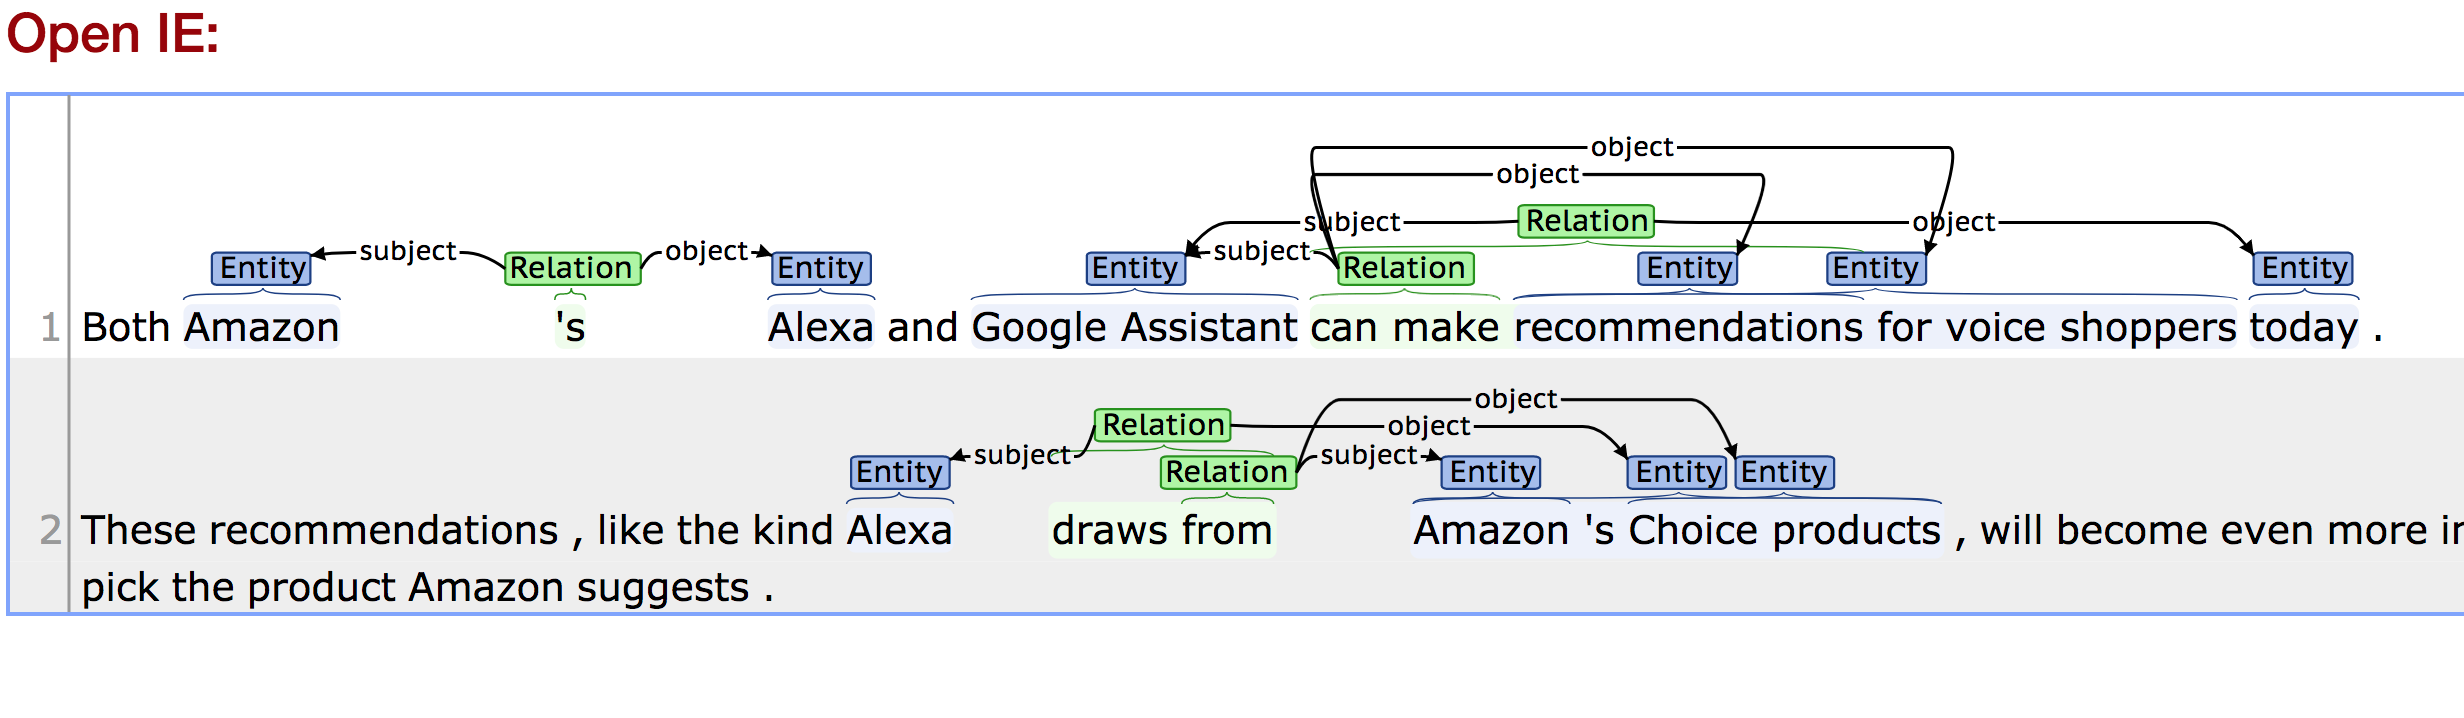 Open IE:
object
object
subject Relation object
Entity subject Relation object Entity Entity subject Relation Entity Entity Entity
1 Both Amazon 's Alexa and Google Assistant can make recommendations for voice shoppers today .
object
Relation object
Entity subject Relation subject Entity Entity Entity
2 These recommendations , like the kind Alexa draws from Amazon 's Choice products , will become even more
pick the product Amazon suggests .